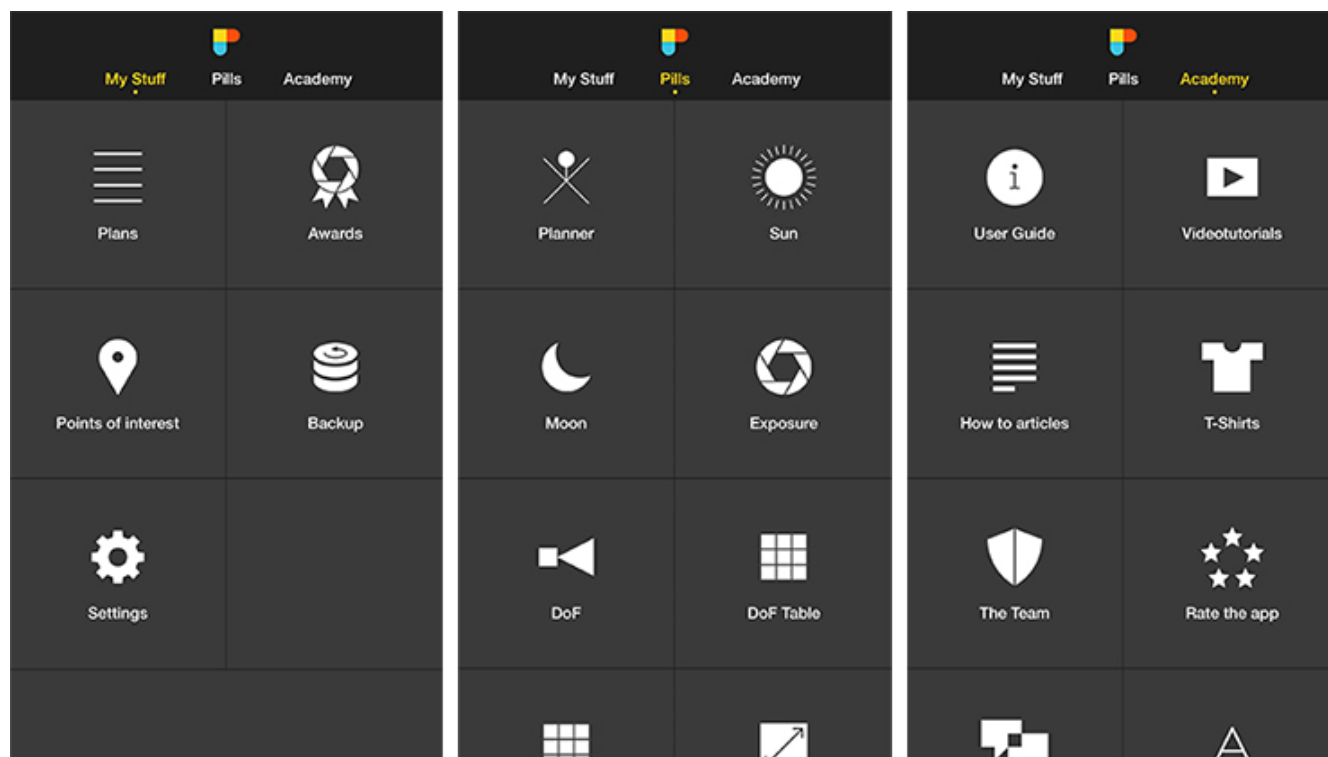 My Stuff Pills Academy
Plans Awards
Points of interest Backup
Settings
My Stuff Pills Academy
Planner Sun
Moon Exposure
DoF DoF Table
My Stuff Pills Academy
User Guide Videotutorials
How to articles T-Shirts
The Team Rate the app